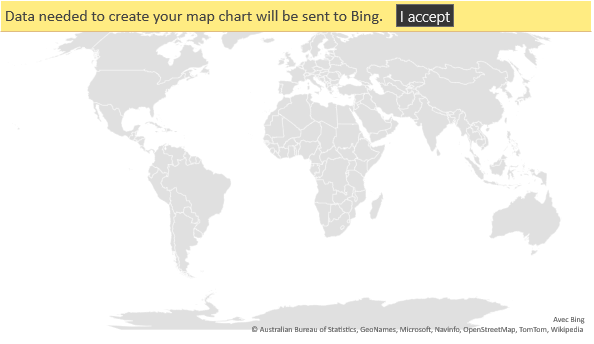 Data needed to create your map chart will be sent to Bing. I accept
Avec Bing
© Australian Bureau of Statistics, GeoNames, Microsoft, Navinfo, OpenStreetMap, TomTom, Wikipedia